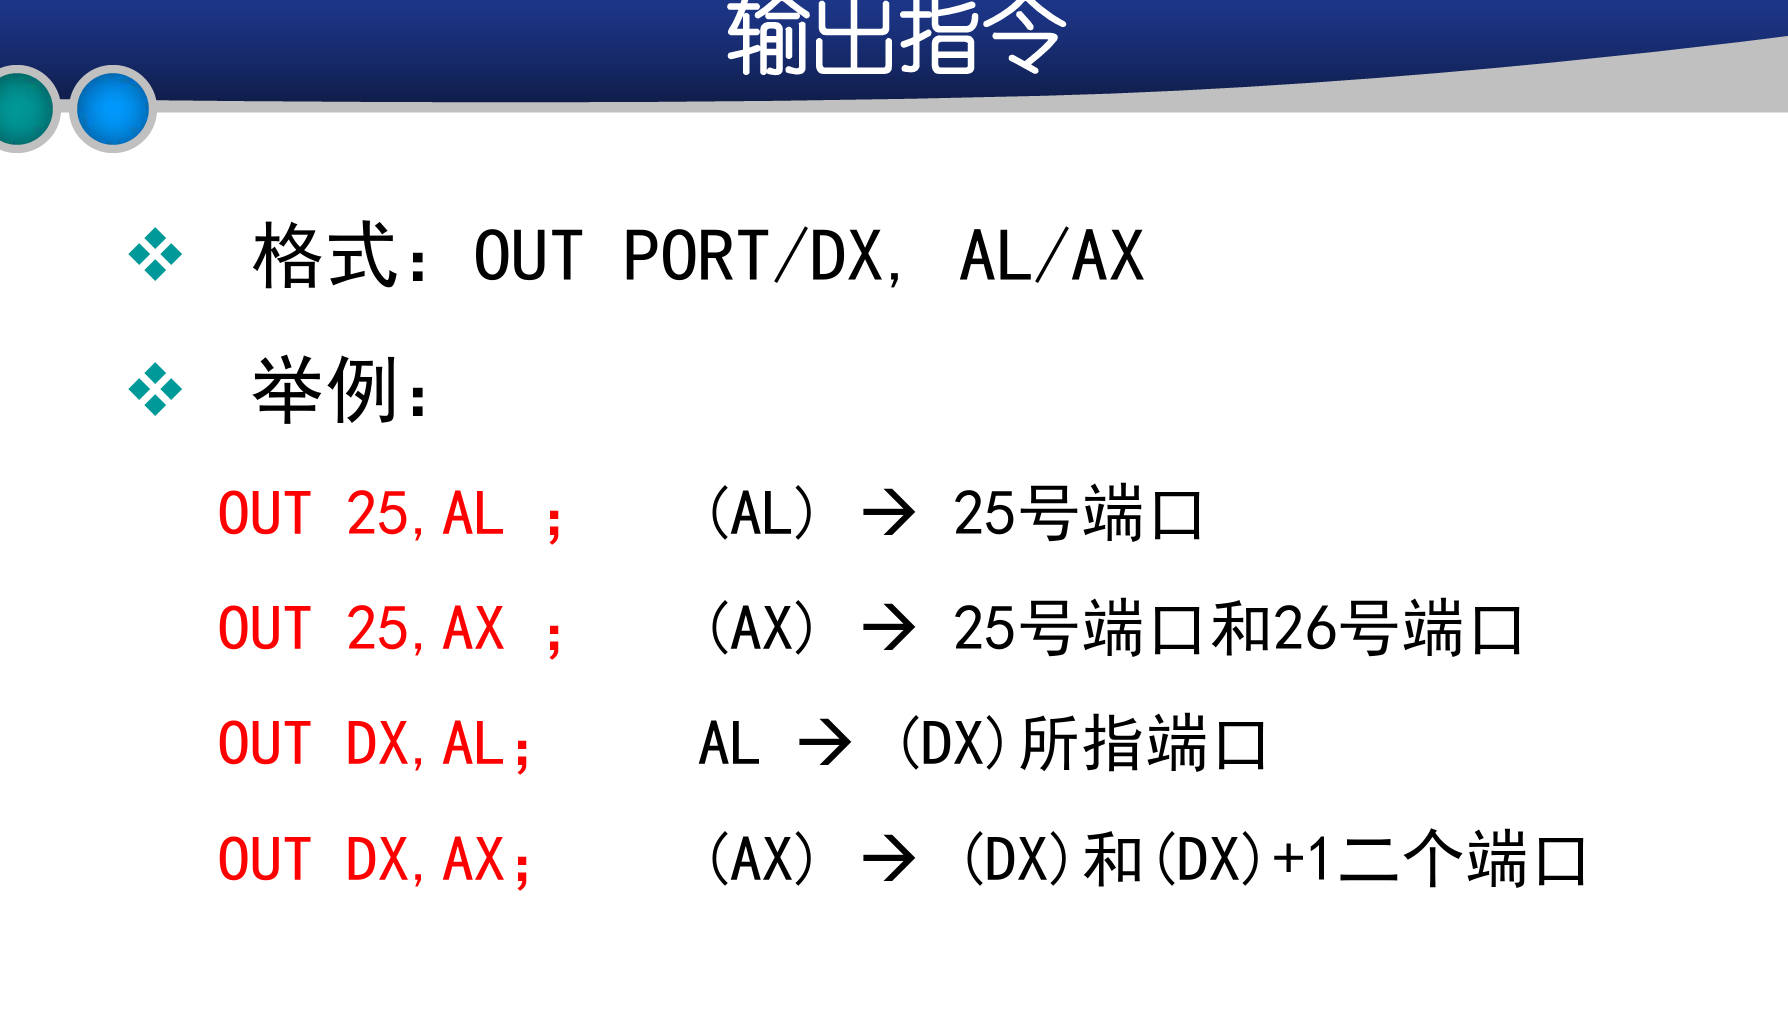 输出指令
格式：OUT PORT/DX, AL/AX
举例：
OUT 25,AL ； (AL) → 25号端口
OUT 25,AX ； (AX) → 25号端口和26号端口
OUT DX,AL； AL → (DX)所指端口
OUT DX,AX； (AX) → (DX)和(DX)+1二个端口